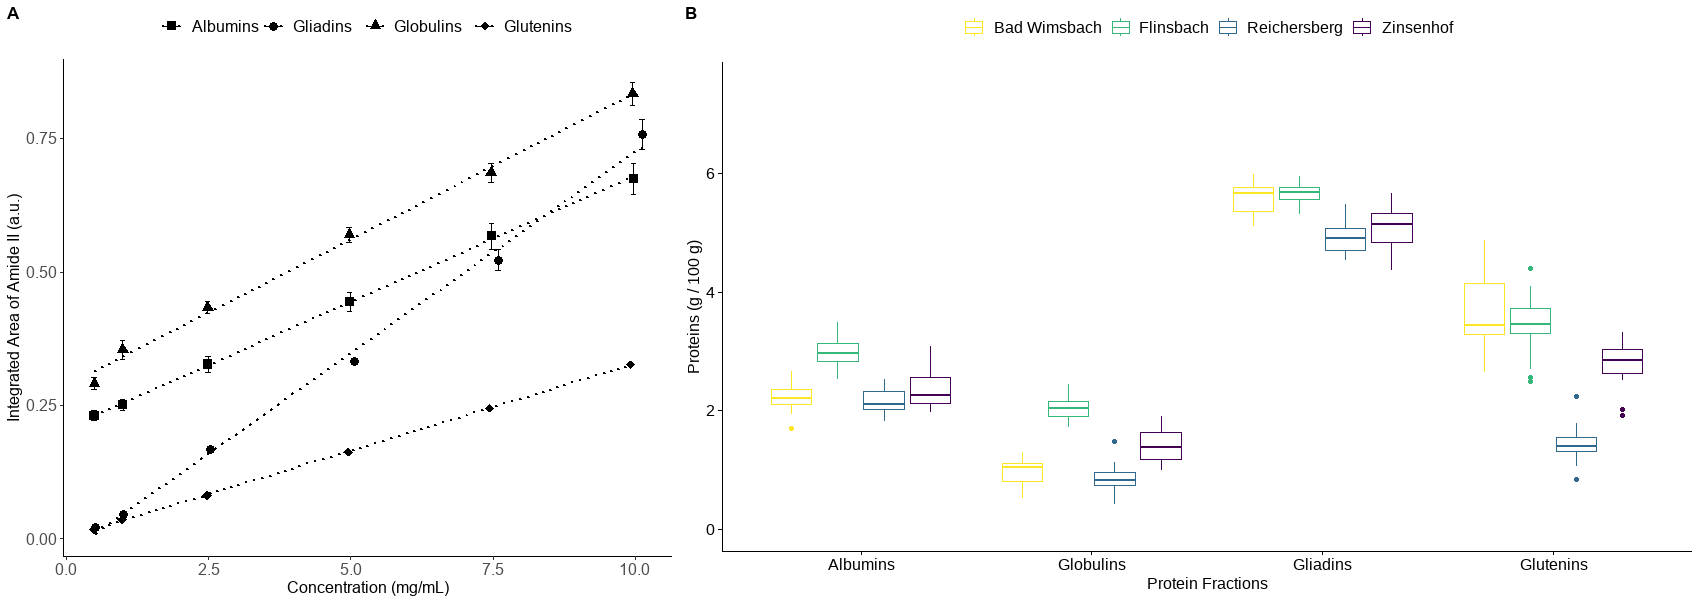 A
Albumins Gliadins Globulins Glutenins
Integrated Area of Amide II (a.u.)
0.75
0.50
0.25
0.00
0.0 2.5 5.0 7.5 10.0
Concentration (mg/mL)
B
Bad Wimsbach Flinsbach Reichersberg Zinsenhof
Proteins (g / 100 g)
6
4
2
0
Albumins Globulins Gliadins Glutenins
Protein Fractions